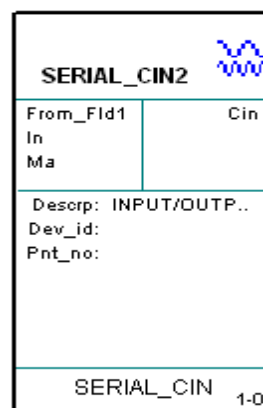 SERIAL_CIN2
From_Fld1 Cin
In
Ma
Descrp: INPUT/OUTP..
Dev_id:
Pnt_no:
SERIAL_CIN 1-0